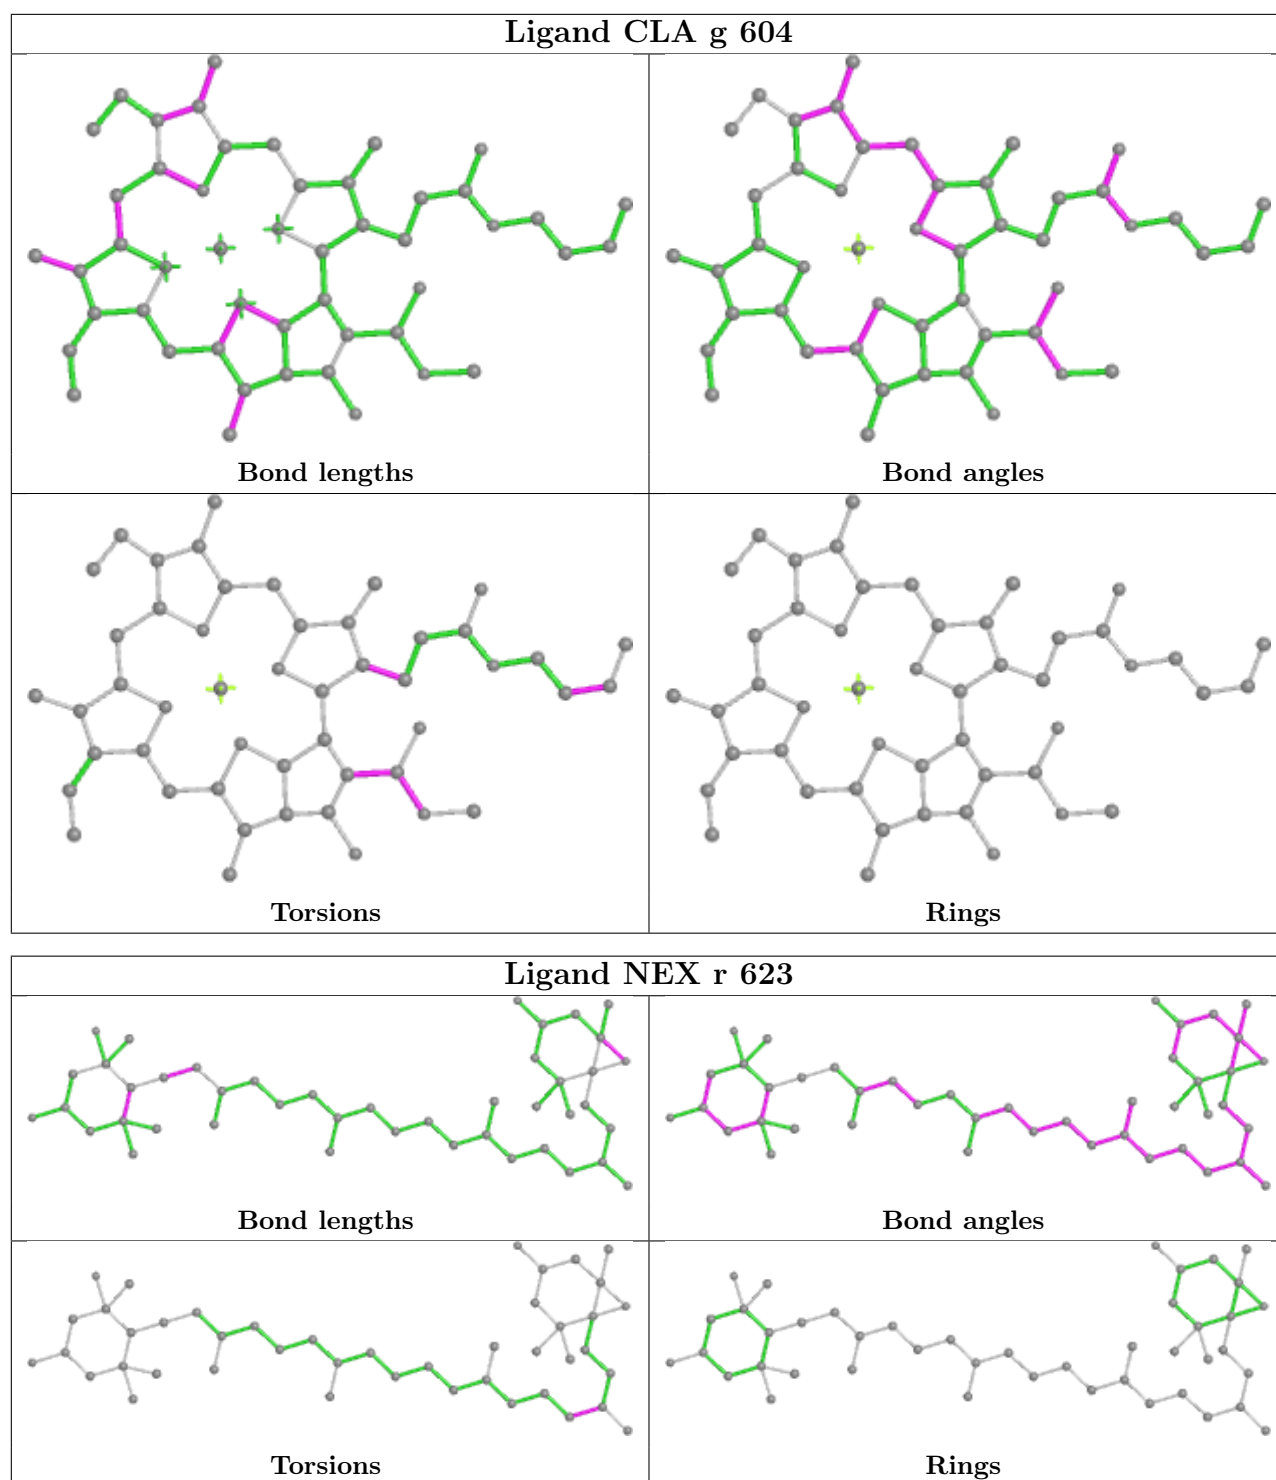 Ligand CLA g 604
Bond lengths
Bond angles
Torsions
Rings
Ligand NEX r 623
Bond lengths
Bond angles
Torsions
Rings